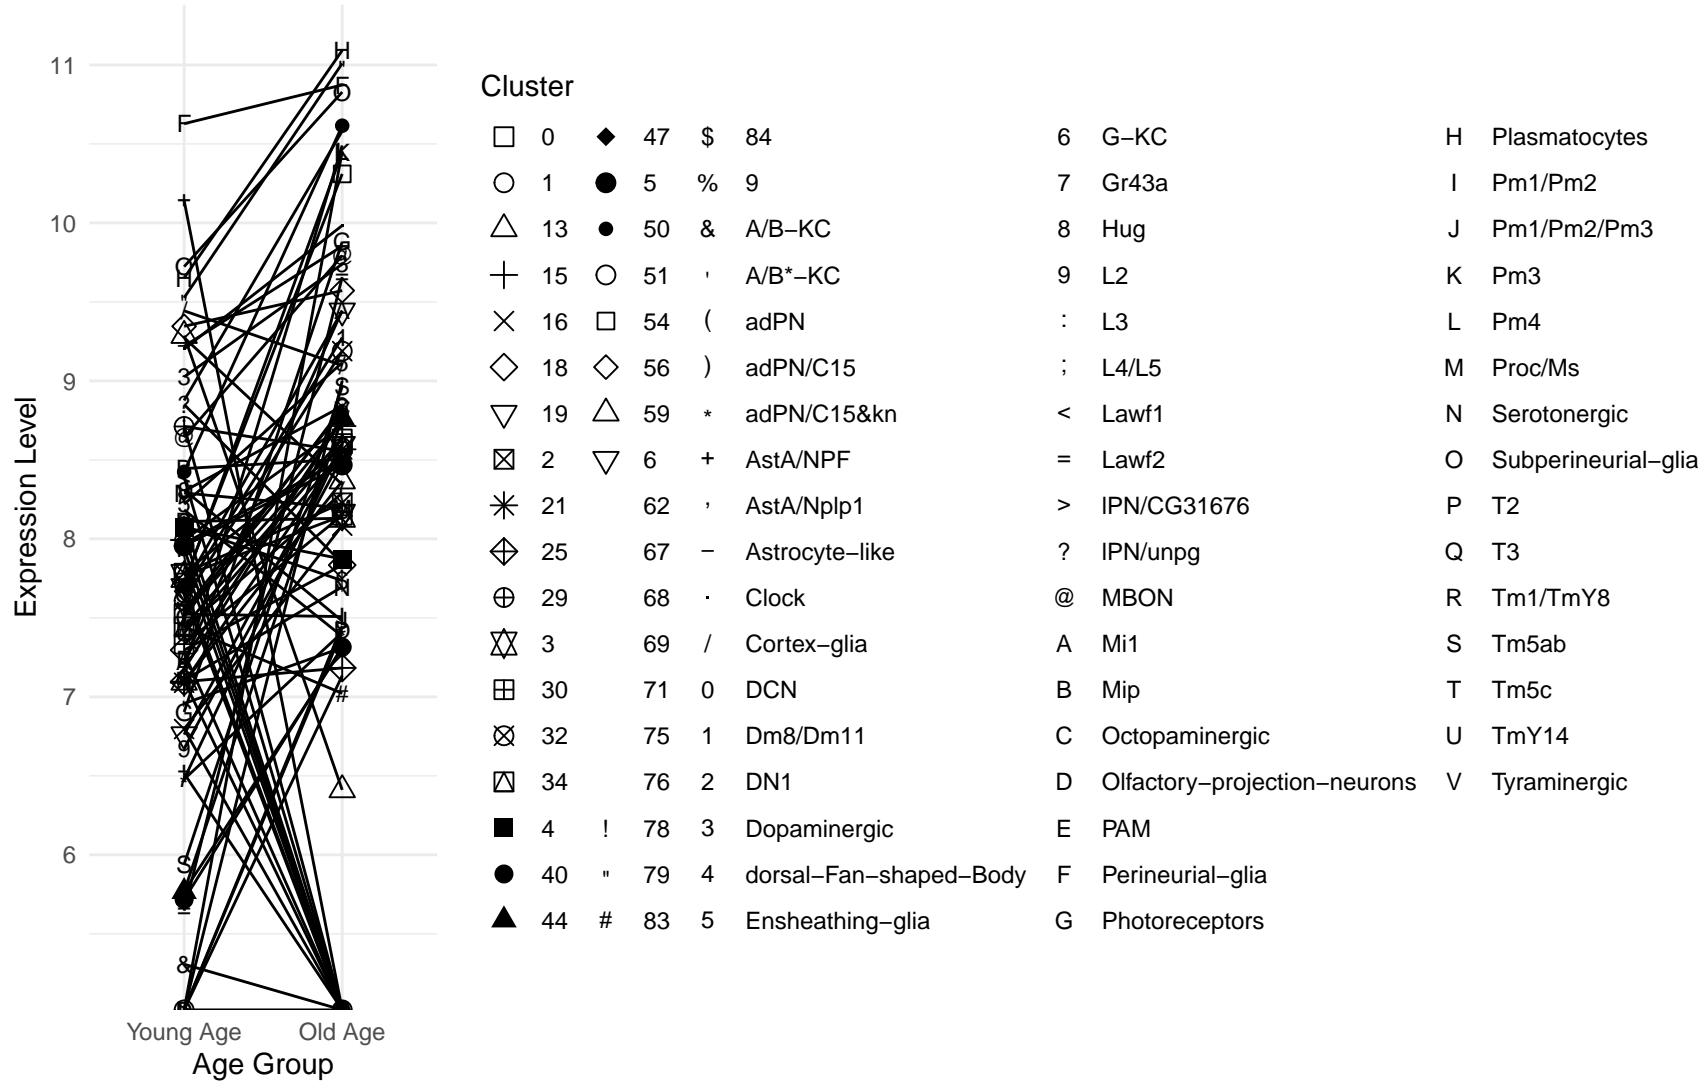 Cluster
0 47 $ 84 6 G−KC H Plasmatocytes
1 5 % 9 7 Gr43a I Pm1/Pm2
13 50 & A/B−KC 8 Hug J Pm1/Pm2/Pm3
15 51 ' A/B*−KC 9 L2 K Pm3
16 54 ( adPN : L3 L Pm4
18 56 ) adPN/C15 ; L4/L5 M Proc/Ms
19 59 * adPN/C15&kn < Lawf1 N Serotonergic
2 6 + AstA/NPF = Lawf2 O Subperineurial−glia
21 62 , AstA/Nplp1 > lPN/CG31676 P T2
25 67 − Astrocyte−like ? lPN/unpg Q T3
29 68 . Clock @ MBON R Tm1/TmY8
3 69 / Cortex−glia A Mi1 S Tm5ab
30 71 0 DCN B Mip T Tm5c
32 75 1 Dm8/Dm11 C Octopaminergic U TmY14
34 76 2 DN1 D Olfactory−projection−neurons V Tyraminergic
4 ! 78 3 Dopaminergic E PAM
40 " 79 4 dorsal−Fan−shaped−Body F Perineurial−glia
44 # 83 5 Ensheathing−glia G Photoreceptors
11
10
9
8
7
6
Expression Level
Young Age Old Age
Age Group